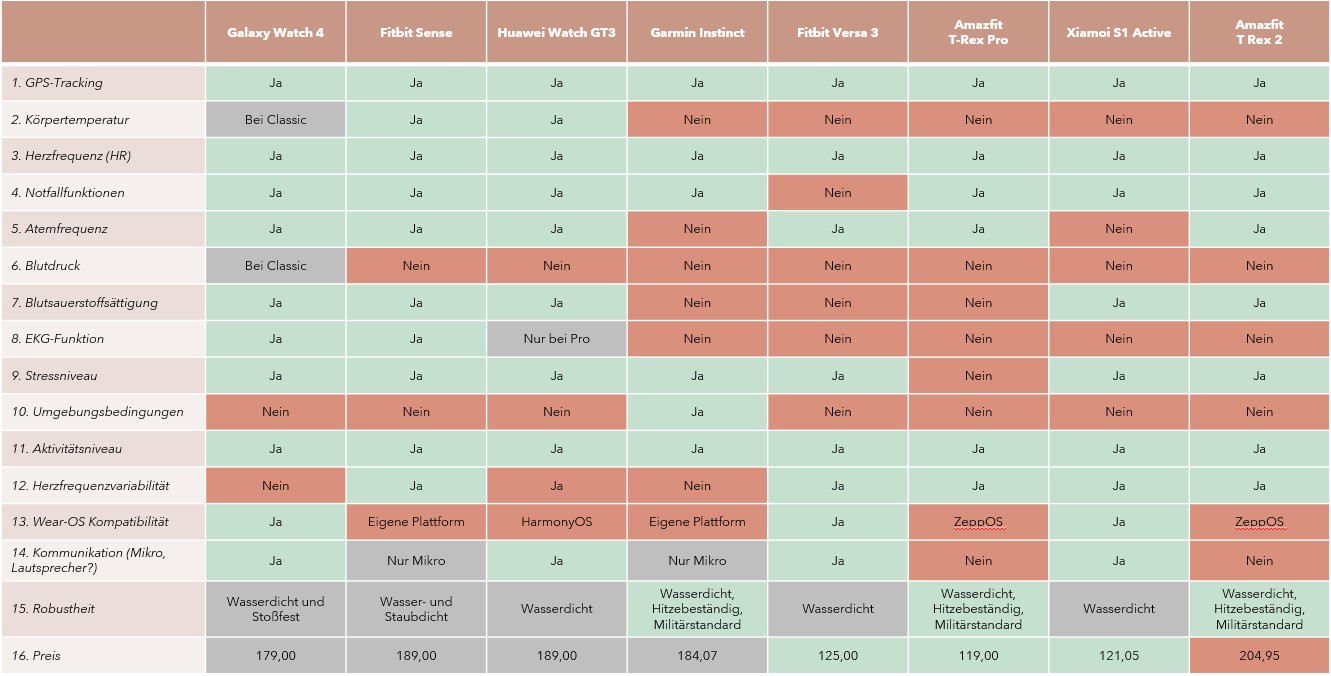 Galaxy Watch 4 Fitbit Sense Huawei Watch GT3 Garmin Instinct Fitbit Versa 3 Amazfit T-Rex Pro Xiamoi S1 Active Amazfit T Rex 2
1. GPS-Tracking Ja Ja Ja Ja Ja Ja Ja Ja
2. Körpertemperatur Bei Classic Ja Ja Nein Nein Nein Nein Nein
3. Herzfrequenz (HR) Ja Ja Ja Ja Ja Ja Ja Ja
4. Notfallfunktionen Ja Ja Ja Ja Nein Ja Ja Ja
5. Atemfrequenz Ja Ja Ja Nein Ja Ja Nein Ja
6. Blutdruck Bei Classic Nein Nein Nein Nein Nein Nein Nein
7. Blutsauerstoffsättigung Ja Ja Ja Nein Nein Nein Ja Ja
8. EKG-Funktion Ja Ja Nur bei Pro Nein Nein Nein Nein Nein
9. Stressniveau Ja Ja Ja Ja Ja Nein Ja Ja
10. Umgebungsbedingungen Nein Nein Nein Ja Nein Nein Nein Nein
11. Aktivitätsniveau Ja Ja Ja Ja Ja Ja Ja Ja
12. Herzfrequenzvariabilität Nein Ja Ja Nein Ja Ja Ja Ja
13. Wear-OS Kompatibilität Ja Eigene Plattform HarmonyOS Eigene Plattform Ja ZeppOS Ja ZeppOS
14. Kommunikation (Mikro,
Lautsprecher?) Ja Nur Mikro Ja Nur Mikro Ja Nein Ja Nein
15. Robustheit Wasserdicht und Stoßfest Wasser- und Staubdicht Wasserdicht Wasserdicht, Hitzebeständig, Militärstandard Wasserdicht Wasserdicht, Hitzebeständig, Militärstandard Wasserdicht Wasserdicht, Hitzebeständig, Militärstandard
16. Preis 179,00 189,00 189,00 184,07 125,00 119,00 121,05 204,95